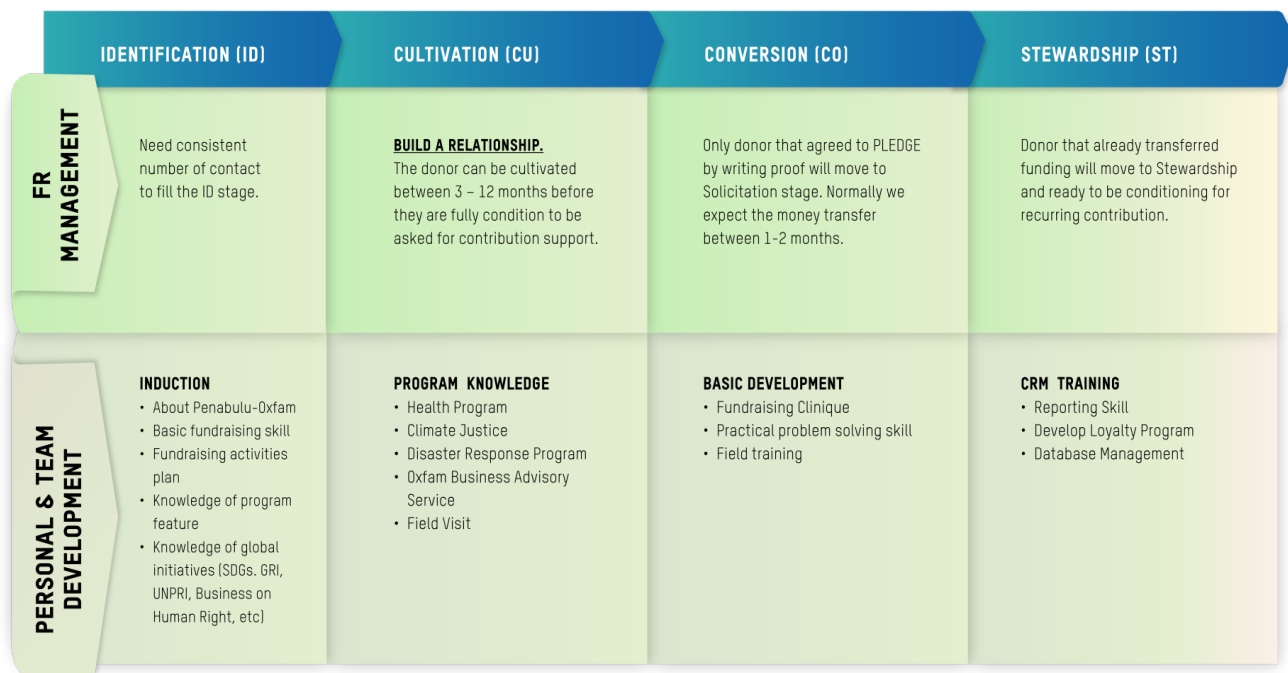 IDENTIFICATION (ID)
CULTIVATION (CU)
CONVERSION (CO)
STEWARDSHIP (ST)
FR
MANAGEMENT
Need consistent
number of contact
to fill the ID stage.
BUILD A RELATIONSHIP.
The donor can be cultivated
between 3 – 12 months before
they are fully condition to be
asked for contribution support.
Only donor that agreed to PLEDGE
by writing proof will move to
Solicitation stage. Normally we
expect the money transfer
between 1-2 months.
Donor that already transferred
funding will move to Stewardship
and ready to be conditioning for
recurring contribution.
PERSONAL & TEAM
DEVELOPMENT
INDUCTION
• About Penabulu-Oxfam
• Basic fundraising skill
• Fundraising activities
plan
• Knowledge of program
feature
• Knowledge of global
initiatives (SDGs. GRI,
UNPRI, Business on
Human Right, etc)
PROGRAM KNOWLEDGE
• Health Program
• Climate Justice
• Disaster Response Program
• Oxfam Business Advisory
Service
• Field Visit
BASIC DEVELOPMENT
• Fundraising Clinique
• Practical problem solving skill
• Field training
CRM TRAINING
• Reporting Skill
• Develop Loyalty Program
• Database Management